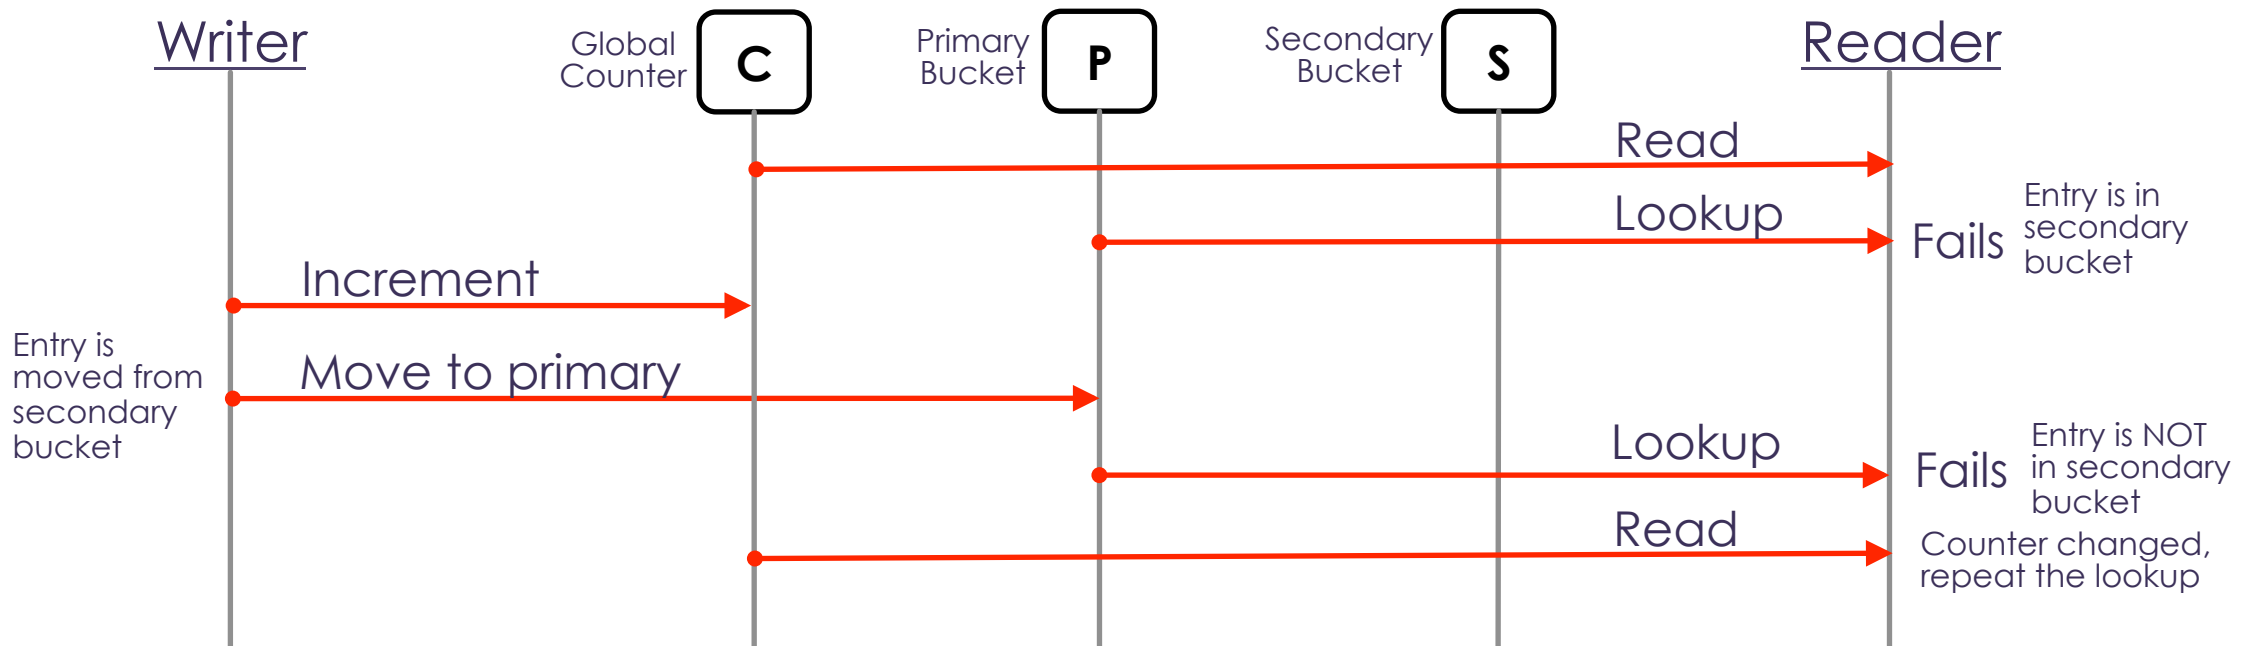 Writer
Global
Counter
C
Primary
Bucket
P
Secondary
Bucket
S
Reader
Read
Lookup
Fails
Entry is in
secondary
bucket
Increment
Entry is
moved from
secondary
bucket
Move to primary
Lookup
Fails
Entry is NOT
in secondary
bucket
Read
Counter changed,
repeat the lookup